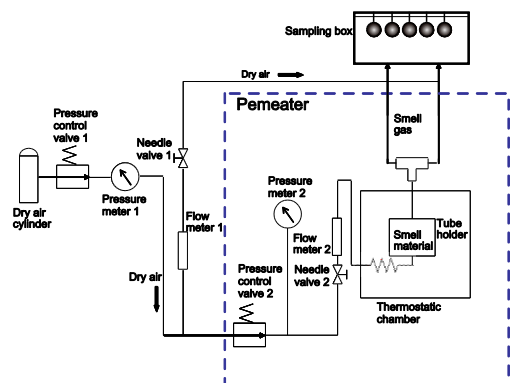 Sampling box
Dry air
Pemeater
Pressure
control
valve 1
Smell
gas
Needle
valve 1
Pressure
meter 2
Dry air
cylinder
Pressure
meter 1
Flow
meter 1
Flow
meter 2
Smell
material
Tube
holder
Dry air
Pressure
control
valve 2
Needle
valve 2
Thermostatic
chamber